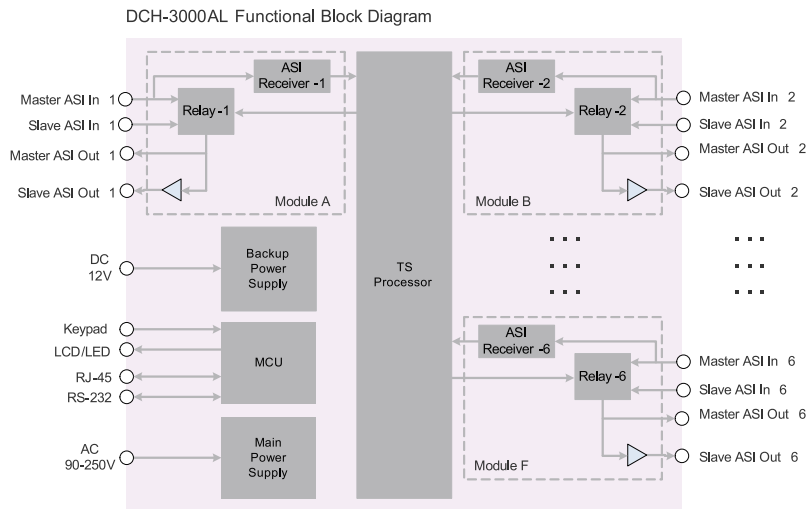 DCH-3000AL Functional Block Diagram
Master ASI In 1
Slave ASI In 1
Master ASI Out 1
Slave ASI Out 1
ASI
Receiver -1
Relay -1
Module A
TS
Processor
ASI
Receiver -2
Relay -2
Module B
Master ASI In 2
Slave ASI In 2
Master ASI Out 2
Slave ASI Out 2
DC
12V
Backup
Power
Supply
Keypad
LCD/LED
RJ-45
RS-232
MCU
AC
90-250V
Main
Power
Supply
ASI
Receiver -6
Relay -6
Module F
Master ASI In 6
Slave ASI In 6
Master ASI Out 6
Slave ASI Out 6